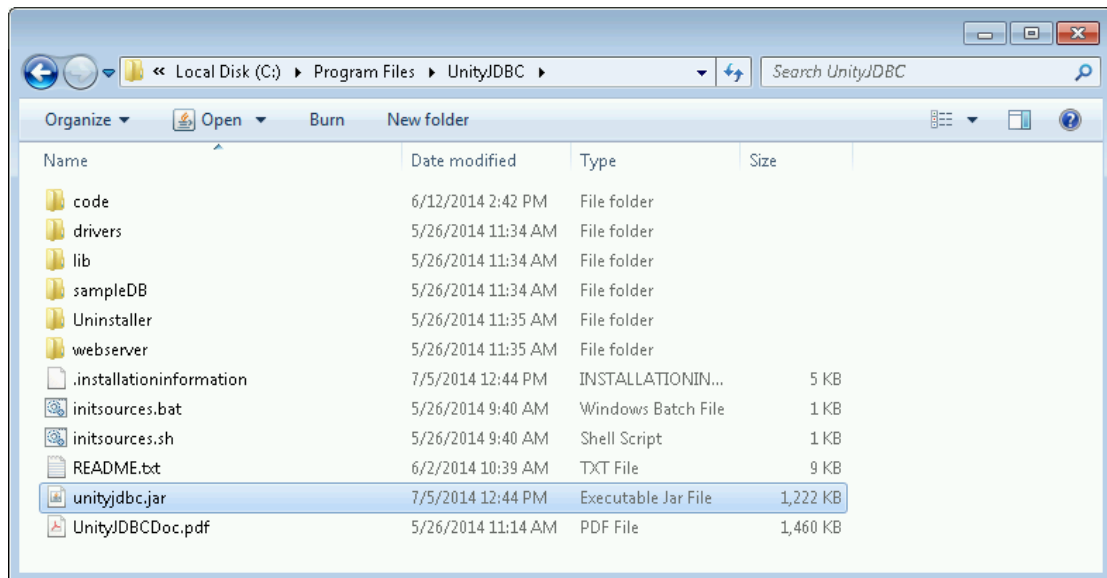 « Local Disk (C:) ▸ Program Files ▸ UnityJDBC ▸ Search UnityJDBC
Organize Open Burn New folder
Name Date modified Type Size
code 6/12/2014 2:42 PM File folder
drivers 5/26/2014 11:34 AM File folder
lib 5/26/2014 11:34 AM File folder
sampleDB 5/26/2014 11:34 AM File folder
Uninstaller 5/26/2014 11:35 AM File folder
webserver 5/26/2014 11:35 AM File folder
.installationinformation 7/5/2014 12:44 PM INSTALLATIONIN... 5 KB
initsources.bat 5/26/2014 9:40 AM Windows Batch File 1 KB
initsources.sh 5/26/2014 9:40 AM Shell Script 1 KB
README.txt 6/2/2014 10:39 AM TXT File 9 KB
unityjdbc.jar 7/5/2014 12:44 PM Executable Jar File 1,222 KB
UnityJDBCDoc.pdf 5/26/2014 11:14 AM PDF File 1,460 KB